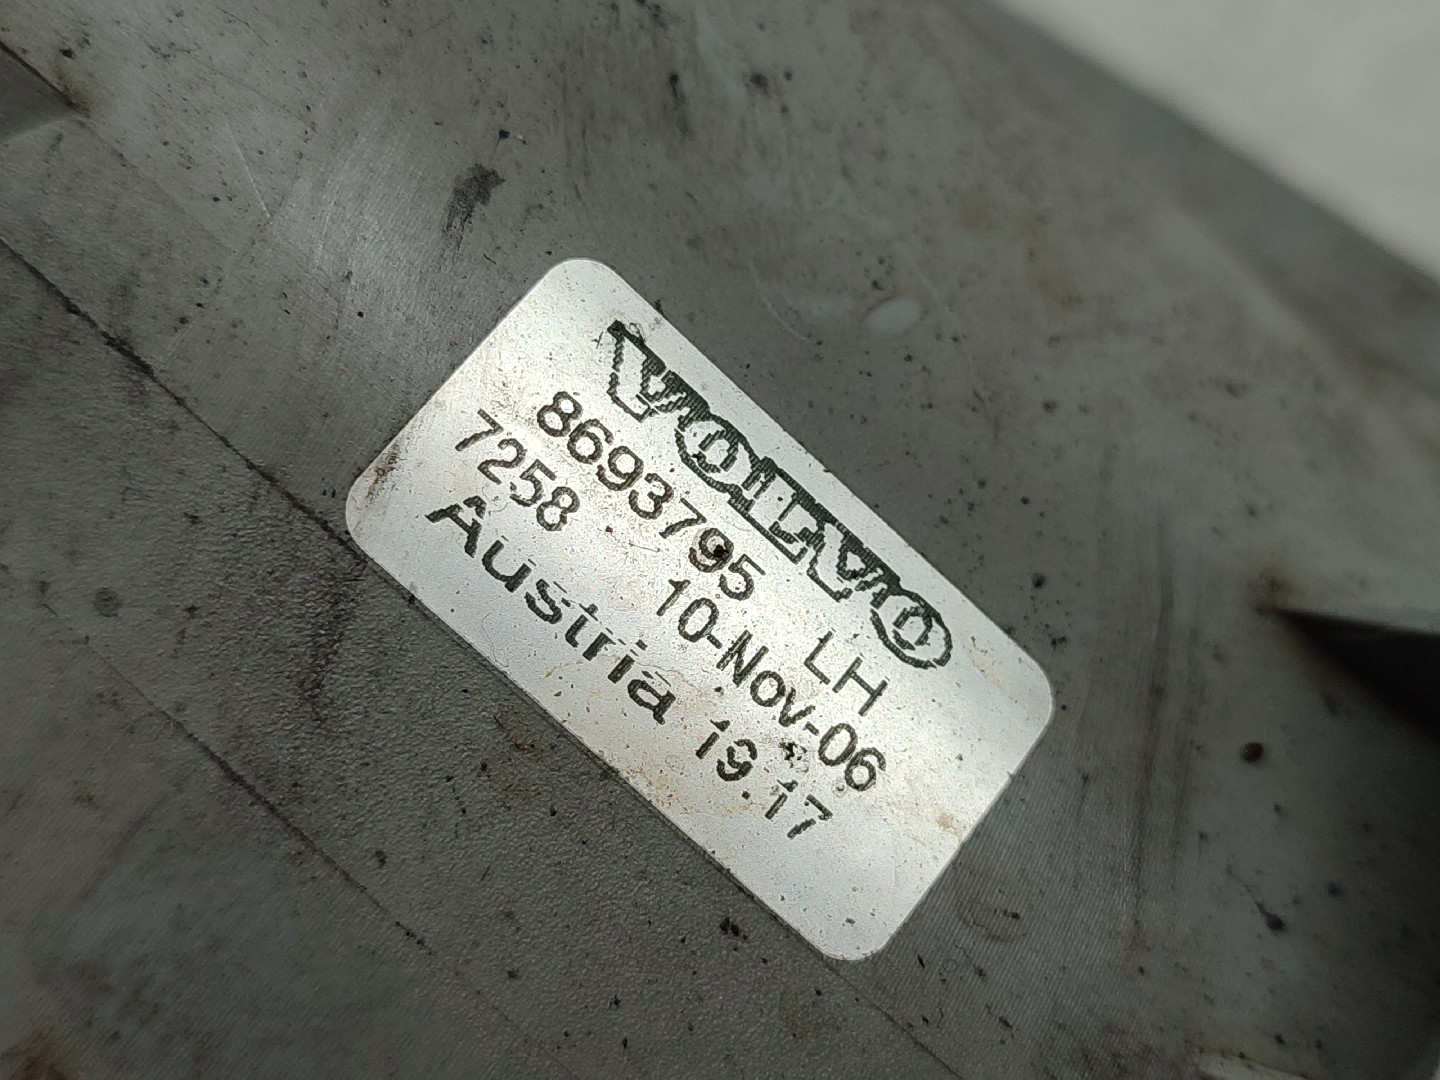 VOLVO
8693795 LH
7258 10-Nov-06
Austria 19.17